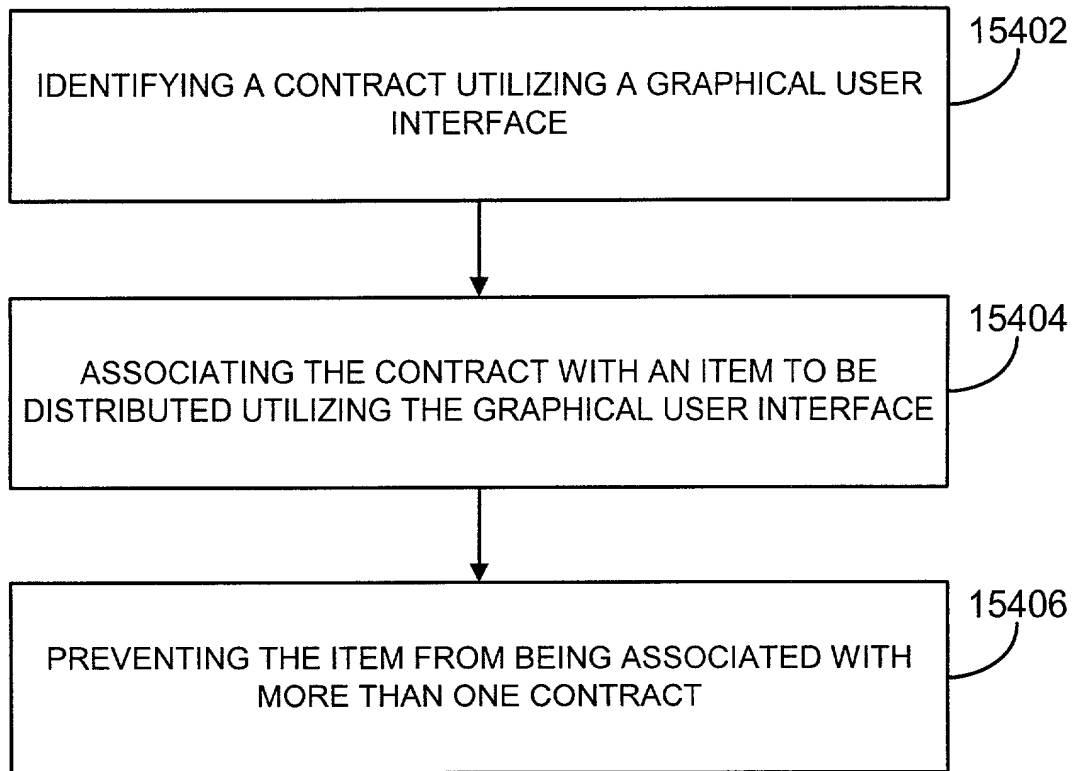 15402
IDENTIFYING A CONTRACT UTILIZING A GRAPHICAL USER
INTERFACE
15404
ASSOCIATING THE CONTRACT WITH AN ITEM TO BE
DISTRIBUTED UTILIZING THE GRAPHICAL USER INTERFACE
15406
PREVENTING THE ITEM FROM BEING ASSOCIATED WITH
MORE THAN ONE CONTRACT